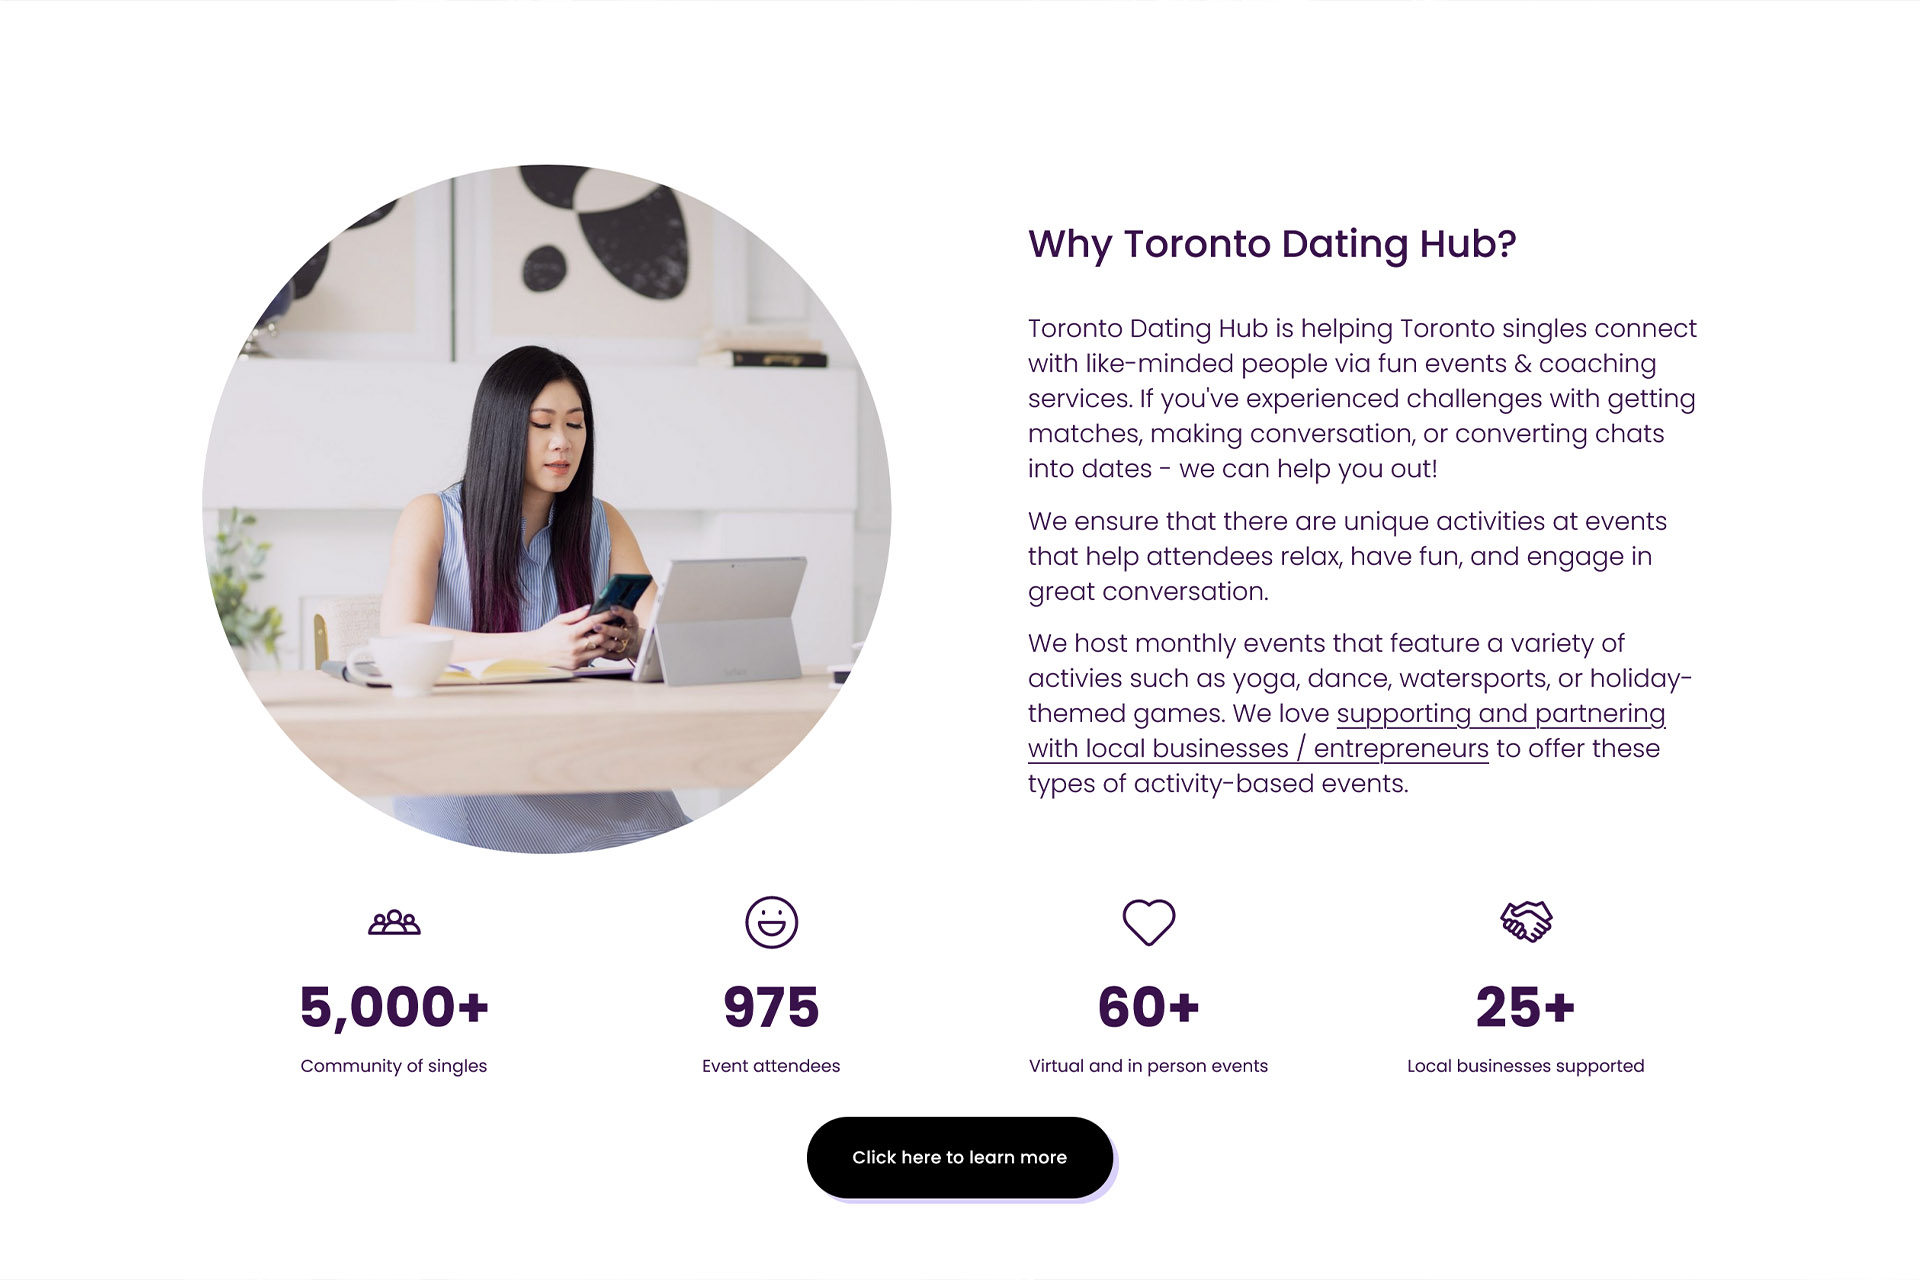 Why Toronto Dating Hub?
Toronto Dating Hub is helping Toronto singles connect
with like-minded people via fun events & coaching
services. If you've experienced challenges with getting
matches, making conversation, or converting chats
into dates - we can help you out!
We ensure that there are unique activities at events
that help attendees relax, have fun, and engage in
great conversation.
We host monthly events that feature a variety of
activies such as yoga, dance, watersports, or holiday-
themed games. We love supporting and partnering
with local businesses / entrepreneurs to offer these
types of activity-based events.
5,000+
Community of singles
975
Event attendees
60+
Virtual and in person events
25+
Local businesses supported
Click here to learn more